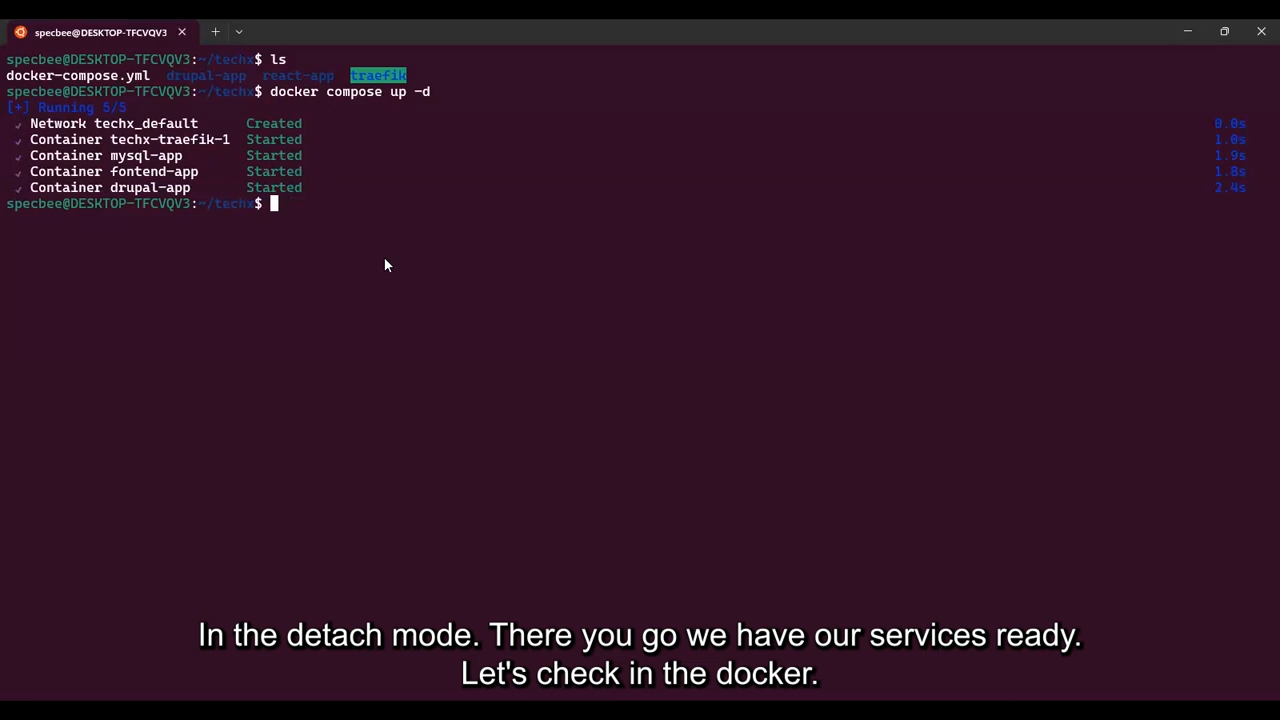 specbee@DESKTOP-TFCVQV3
specbee@DESKTOP-TFCVQV3:~/techx$ ls
docker-compose.yml drupal-app react-app traefik
specbee@DESKTOP-TFCVQV3:~/techx$ docker compose up -d
[+] Running 5/5
✓ Network techx_default Created 0.0s
✓ Container techx-traefik-1 Started 1.0s
✓ Container mysql-app Started 1.9s
✓ Container fontend-app Started 1.8s
✓ Container drupal-app Started 2.4s
specbee@DESKTOP-TFCVQV3:~/techx$
In the detach mode. There you go we have our services ready.
Let's check in the docker.